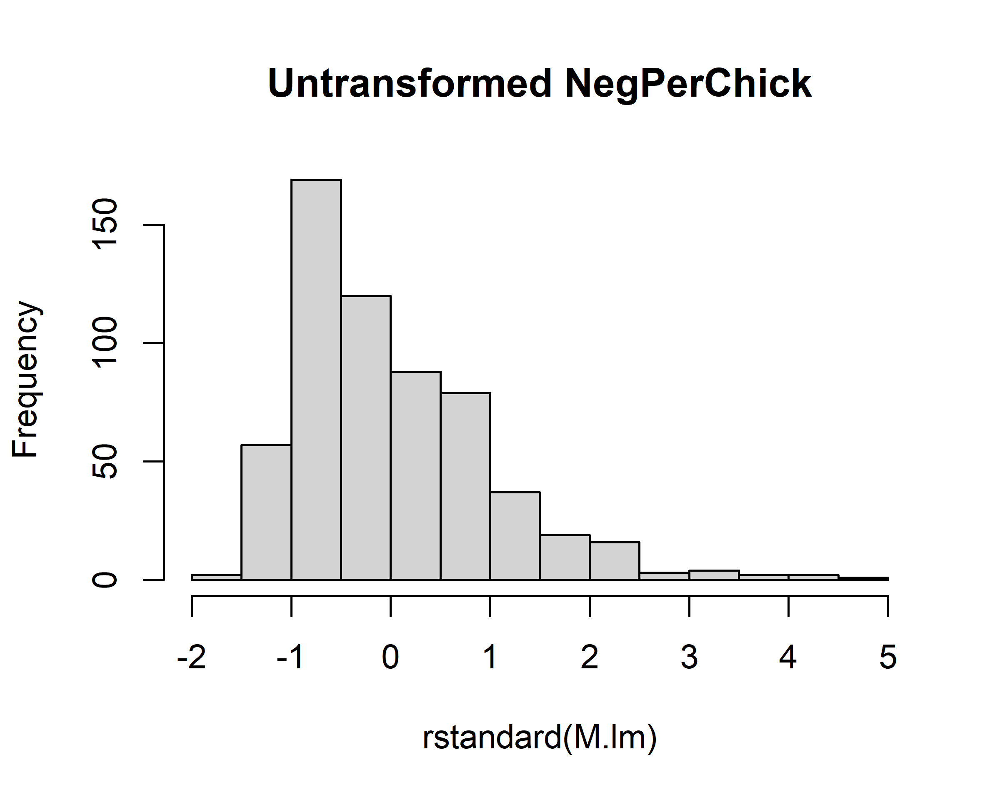 Untransformed NegPerChick
Frequency
150
100
50
0
-2 -1 0 1 2 3 4 5
rstandard(M.lm)